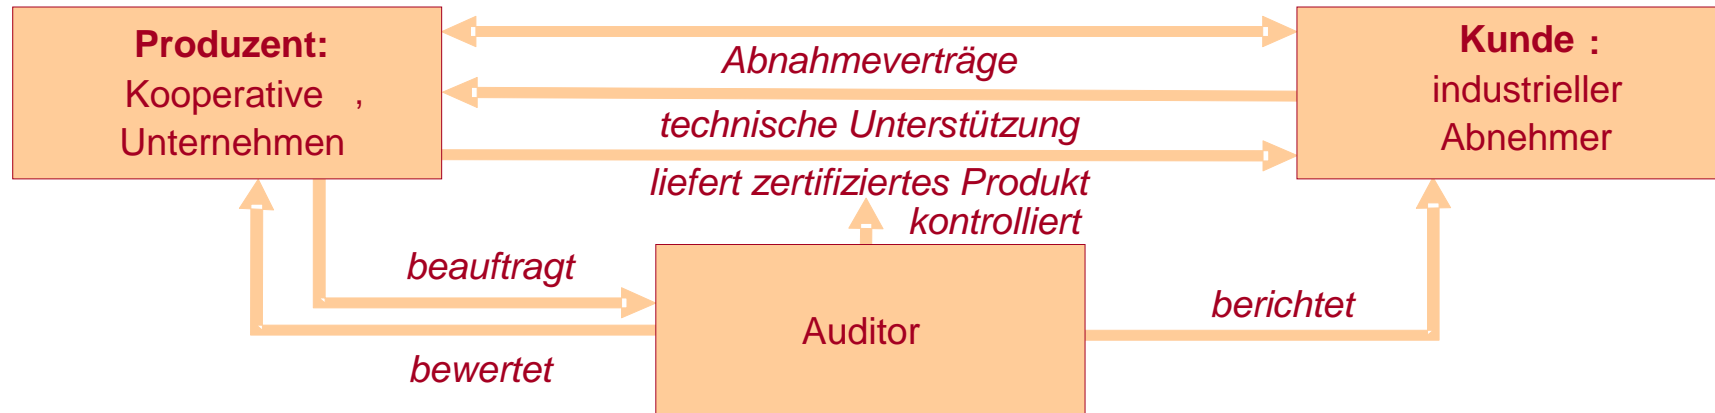 Produzent:
Kooperative ,
Unternehmen
Abnahmeverträge
technische Unterstützung
liefert zertifiziertes Produkt
kontrolliert
Kunde :
industrieller
Abnehmer
beauftragt
bewertet
Auditor
berichtet